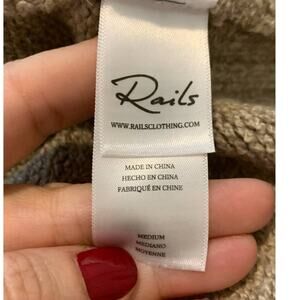 Rails
WWW.RAILSCLOTHING.COM
MADE IN CHINA
HECHO EN CHINA
FABRIQUÉ EN CHINE
MEDIUM
MEDIANO
MOYENNE